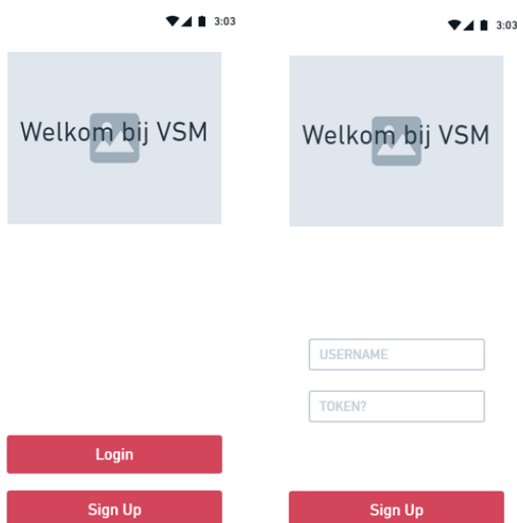 3:03
Welkom bij VSM
Login
Sign Up
3:03
Welkom bij VSM
USERNAME
TOKEN?
Sign Up